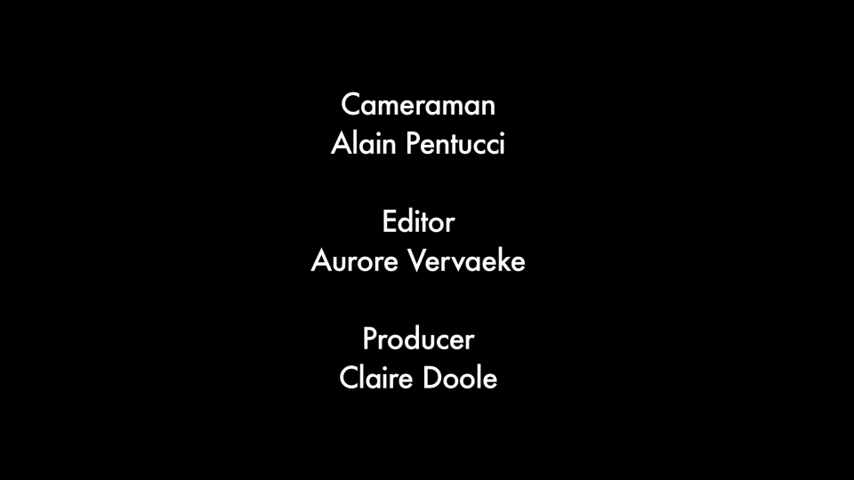 Cameraman
Alain Pentucci
Editor
Aurore Vervaeke
Producer
Claire Doole